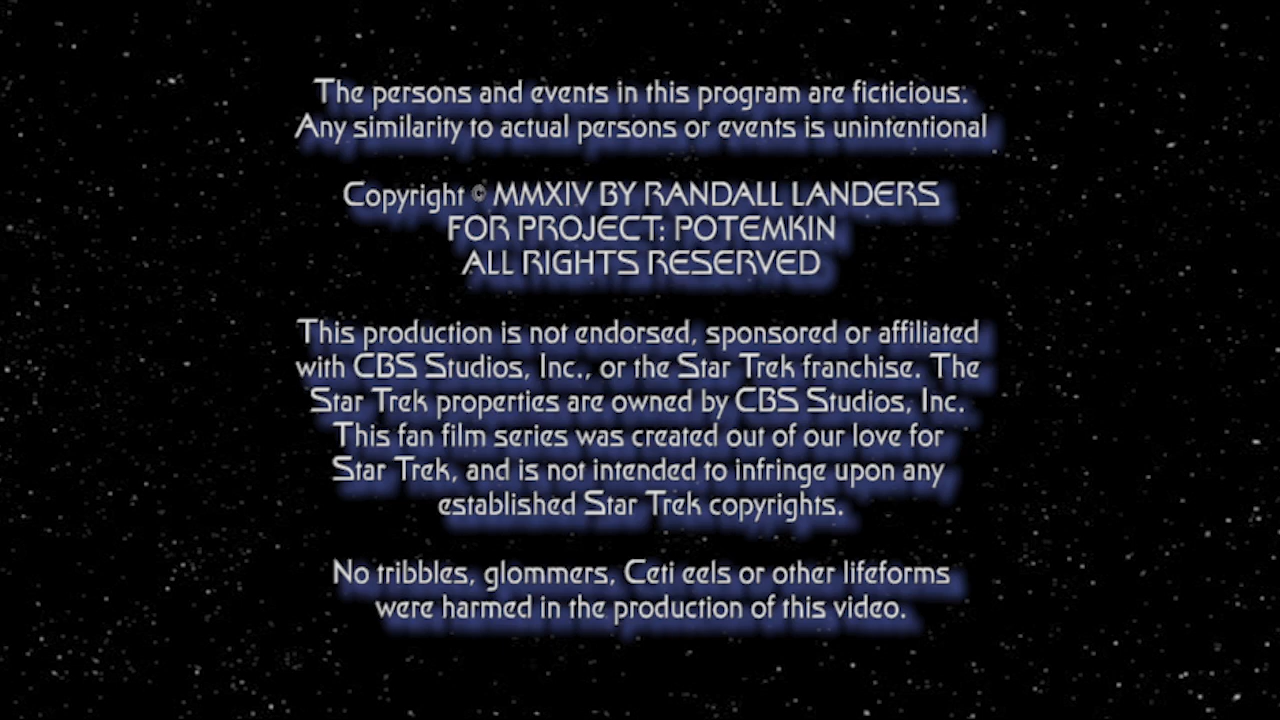 The persons and events in this program are ficticious.
Any similarity to actual persons or events is unintentional
Copyright © MMXIV BY RANDALL LANDERS
FOR PROJECT: POTEMKIN
ALL RIGHTS RESERVED
This production is not endorsed, sponsored or affiliated
with CBS Studios, Inc., or the Star Trek franchise. The
Star Trek properties are owned by CBS Studios, Inc.
This fan film series was created out of our love for
Star Trek, and is not intended to infringe upon any
established Star Trek copyrights.
No tribbles, glommers, Ceti eels or other lifeforms
were harmed in the production of this video.